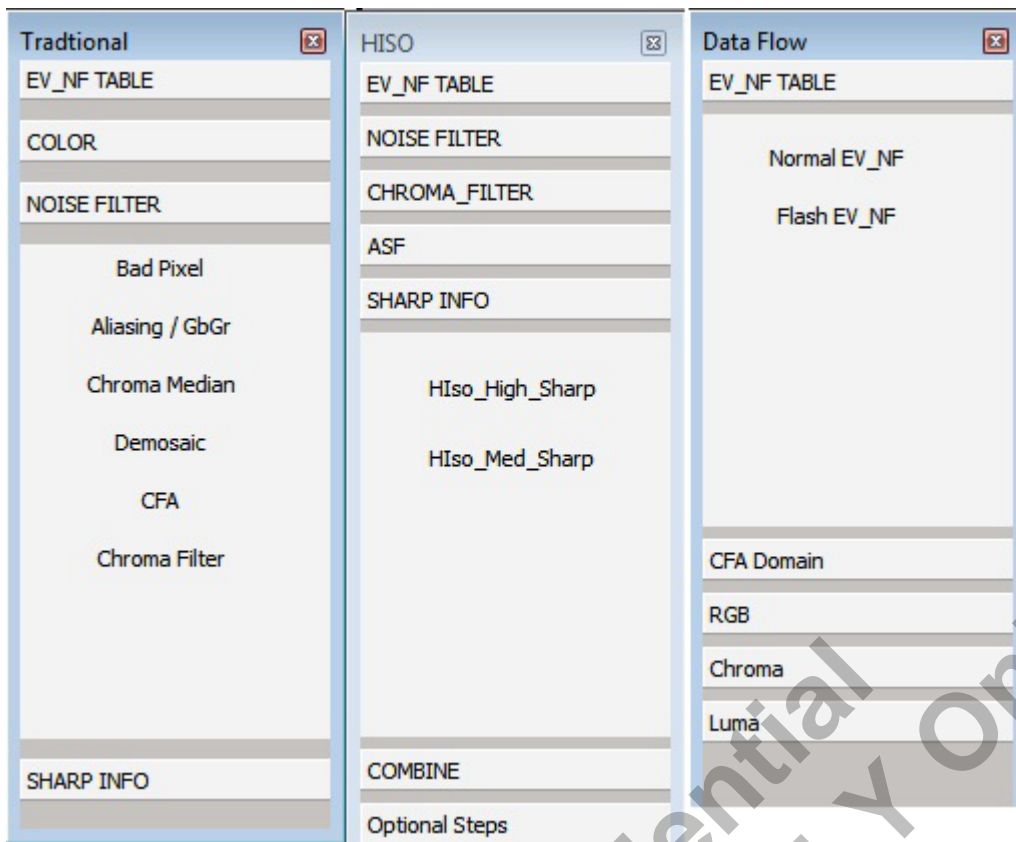 Tradtional
EV_NF TABLE
COLOR
NOISE FILTER
Bad Pixel
Aliasing / GbGr
Chroma Median
Demosaic
CFA
Chroma Filter
SHARP INFO
HISO
EV_NF TABLE
NOISE FILTER
CHROMA_FILTER
ASF
SHARP INFO
HIso_High_Sharp
HIso_Med_Sharp
COMBINE
Optional Steps
Data Flow
EV_NF TABLE
Normal EV_NF
Flash EV_NF
CFA Domain
RGB
Chroma
Luma